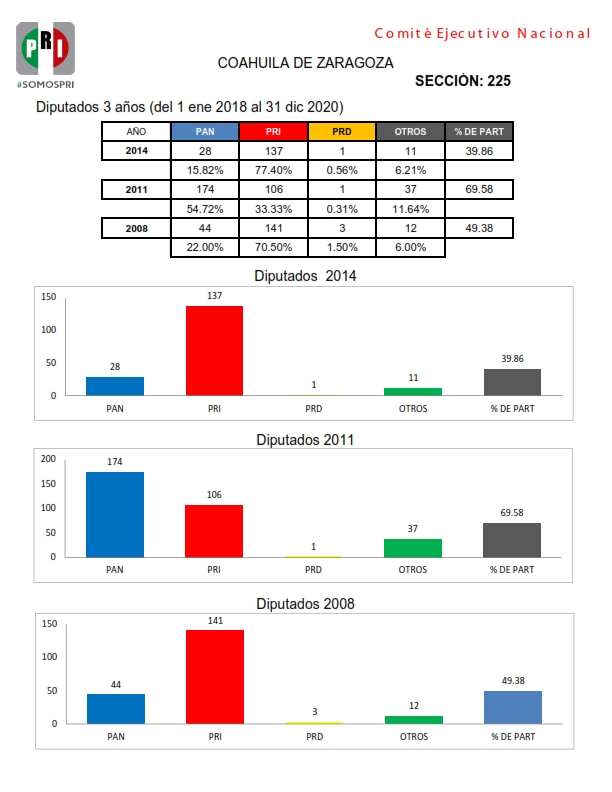 Comité Ejecutivo Nacional
PRI
#SOMOSPRI
COAHUILA DE ZARAGOZA
SECCIÓN: 225
Diputados 3 años (del 1 ene 2018 al 31 dic 2020)
AÑO PAN PRI PRD OTROS % DE PART
2014 28 137 1 11 39.86
15.82% 77.40% 0.56% 6.21%
2011 174 106 1 37 69.58
54.72% 33.33% 0.31% 11.64%
2008 44 141 3 12 49.38
22.00% 70.50% 1.50% 6.00%
Diputados 2014
150
100
50
0
28 137 1 11 39.86
PAN PRI PRD OTROS % DE PART
Diputados 2011
200
150
100
50
0
174 106 1 37 69.58
PAN PRI PRD OTROS % DE PART
Diputados 2008
150
100
50
0
44 141 3 12 49.38
PAN PRI PRD OTROS % DE PART